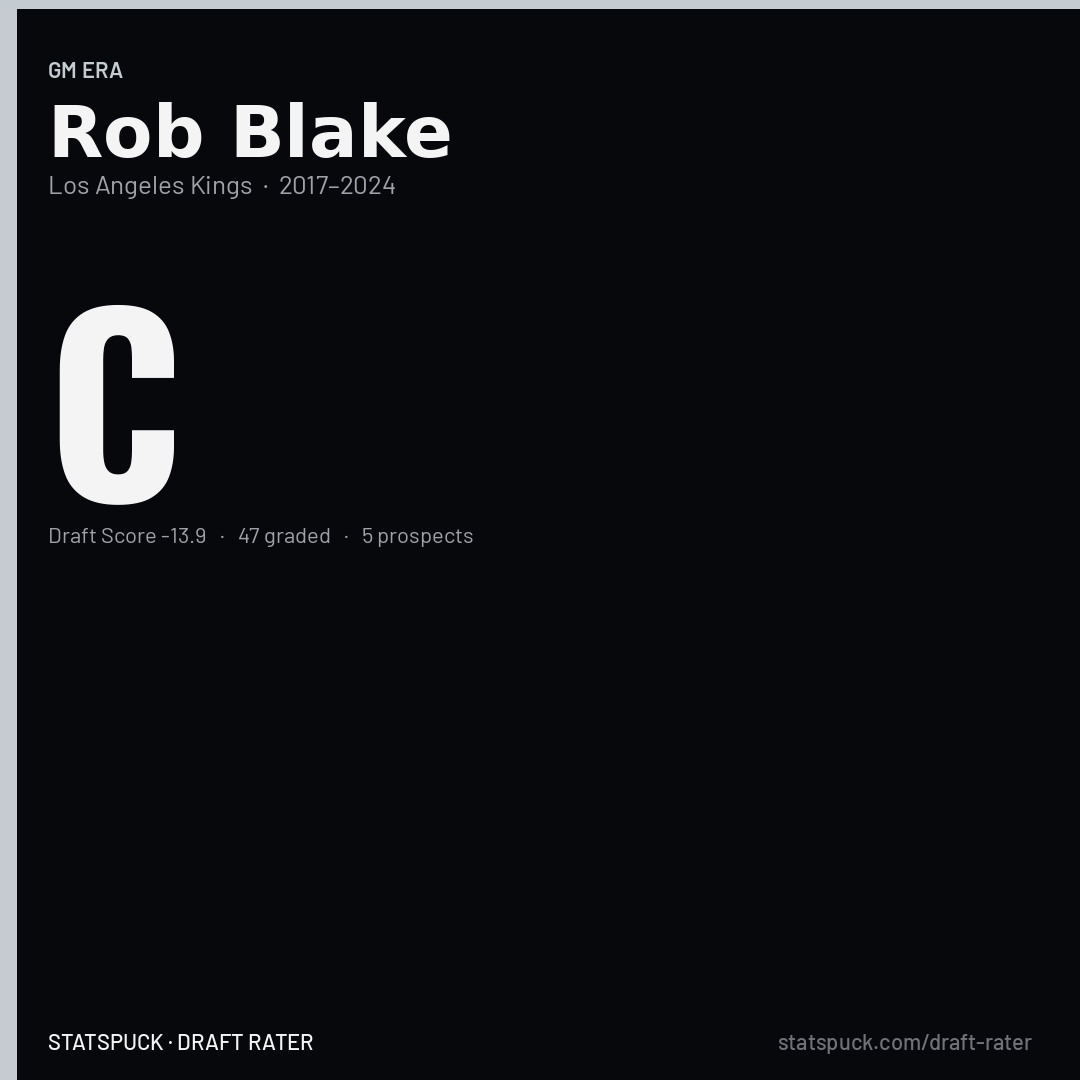 GM ERA
Rob Blake
Los Angeles Kings · 2017–2024
C
Draft Score -13.9 · 47 graded · 5 prospects
STATSPUCK · DRAFT RATER
statspuck.com/draft-rater